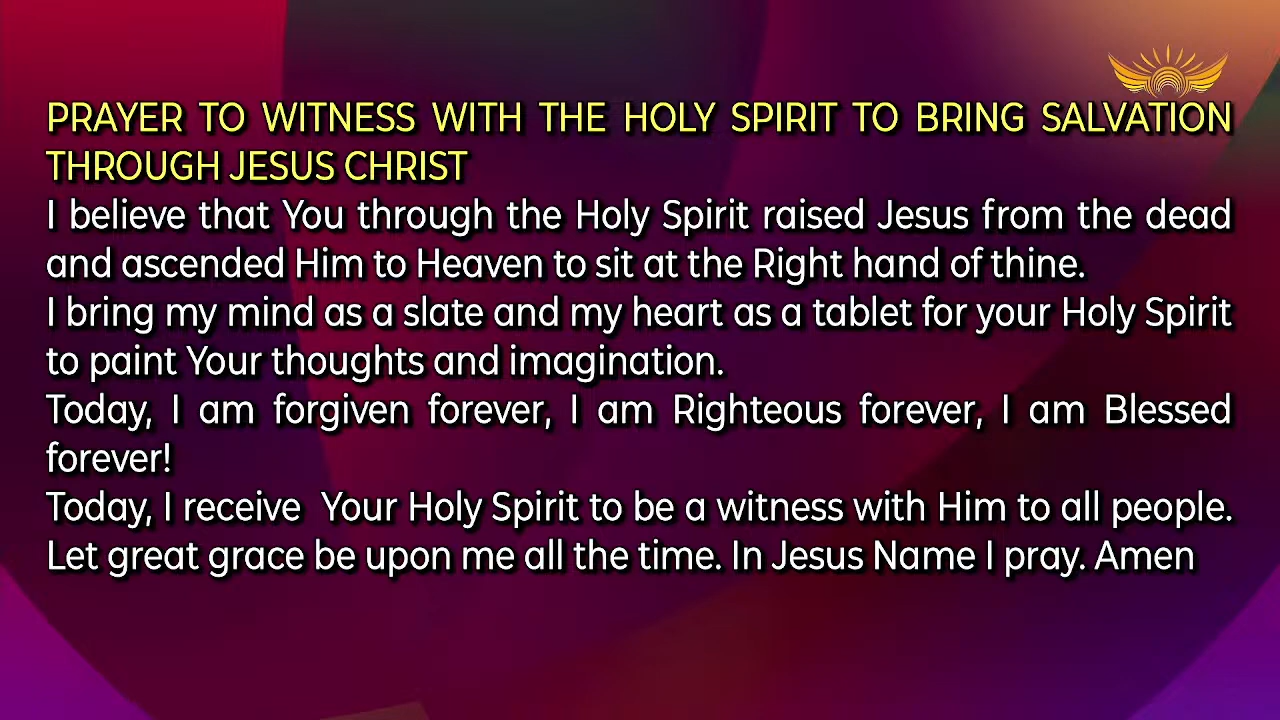 PRAYER TO WITNESS WITH THE HOLY SPIRIT TO BRING SALVATION
THROUGH JESUS CHRIST
I believe that You through the Holy Spirit raised Jesus from the dead
and ascended Him to Heaven to sit at the Right hand of thine.
I bring my mind as a slate and my heart as a tablet for your Holy Spirit
to paint Your thoughts and imagination.
Today, I am forgiven forever, I am Righteous forever, I am Blessed
forever!
Today, I receive  Your Holy Spirit to be a witness with Him to all people.
Let great grace be upon me all the time. In Jesus Name I pray. Amen